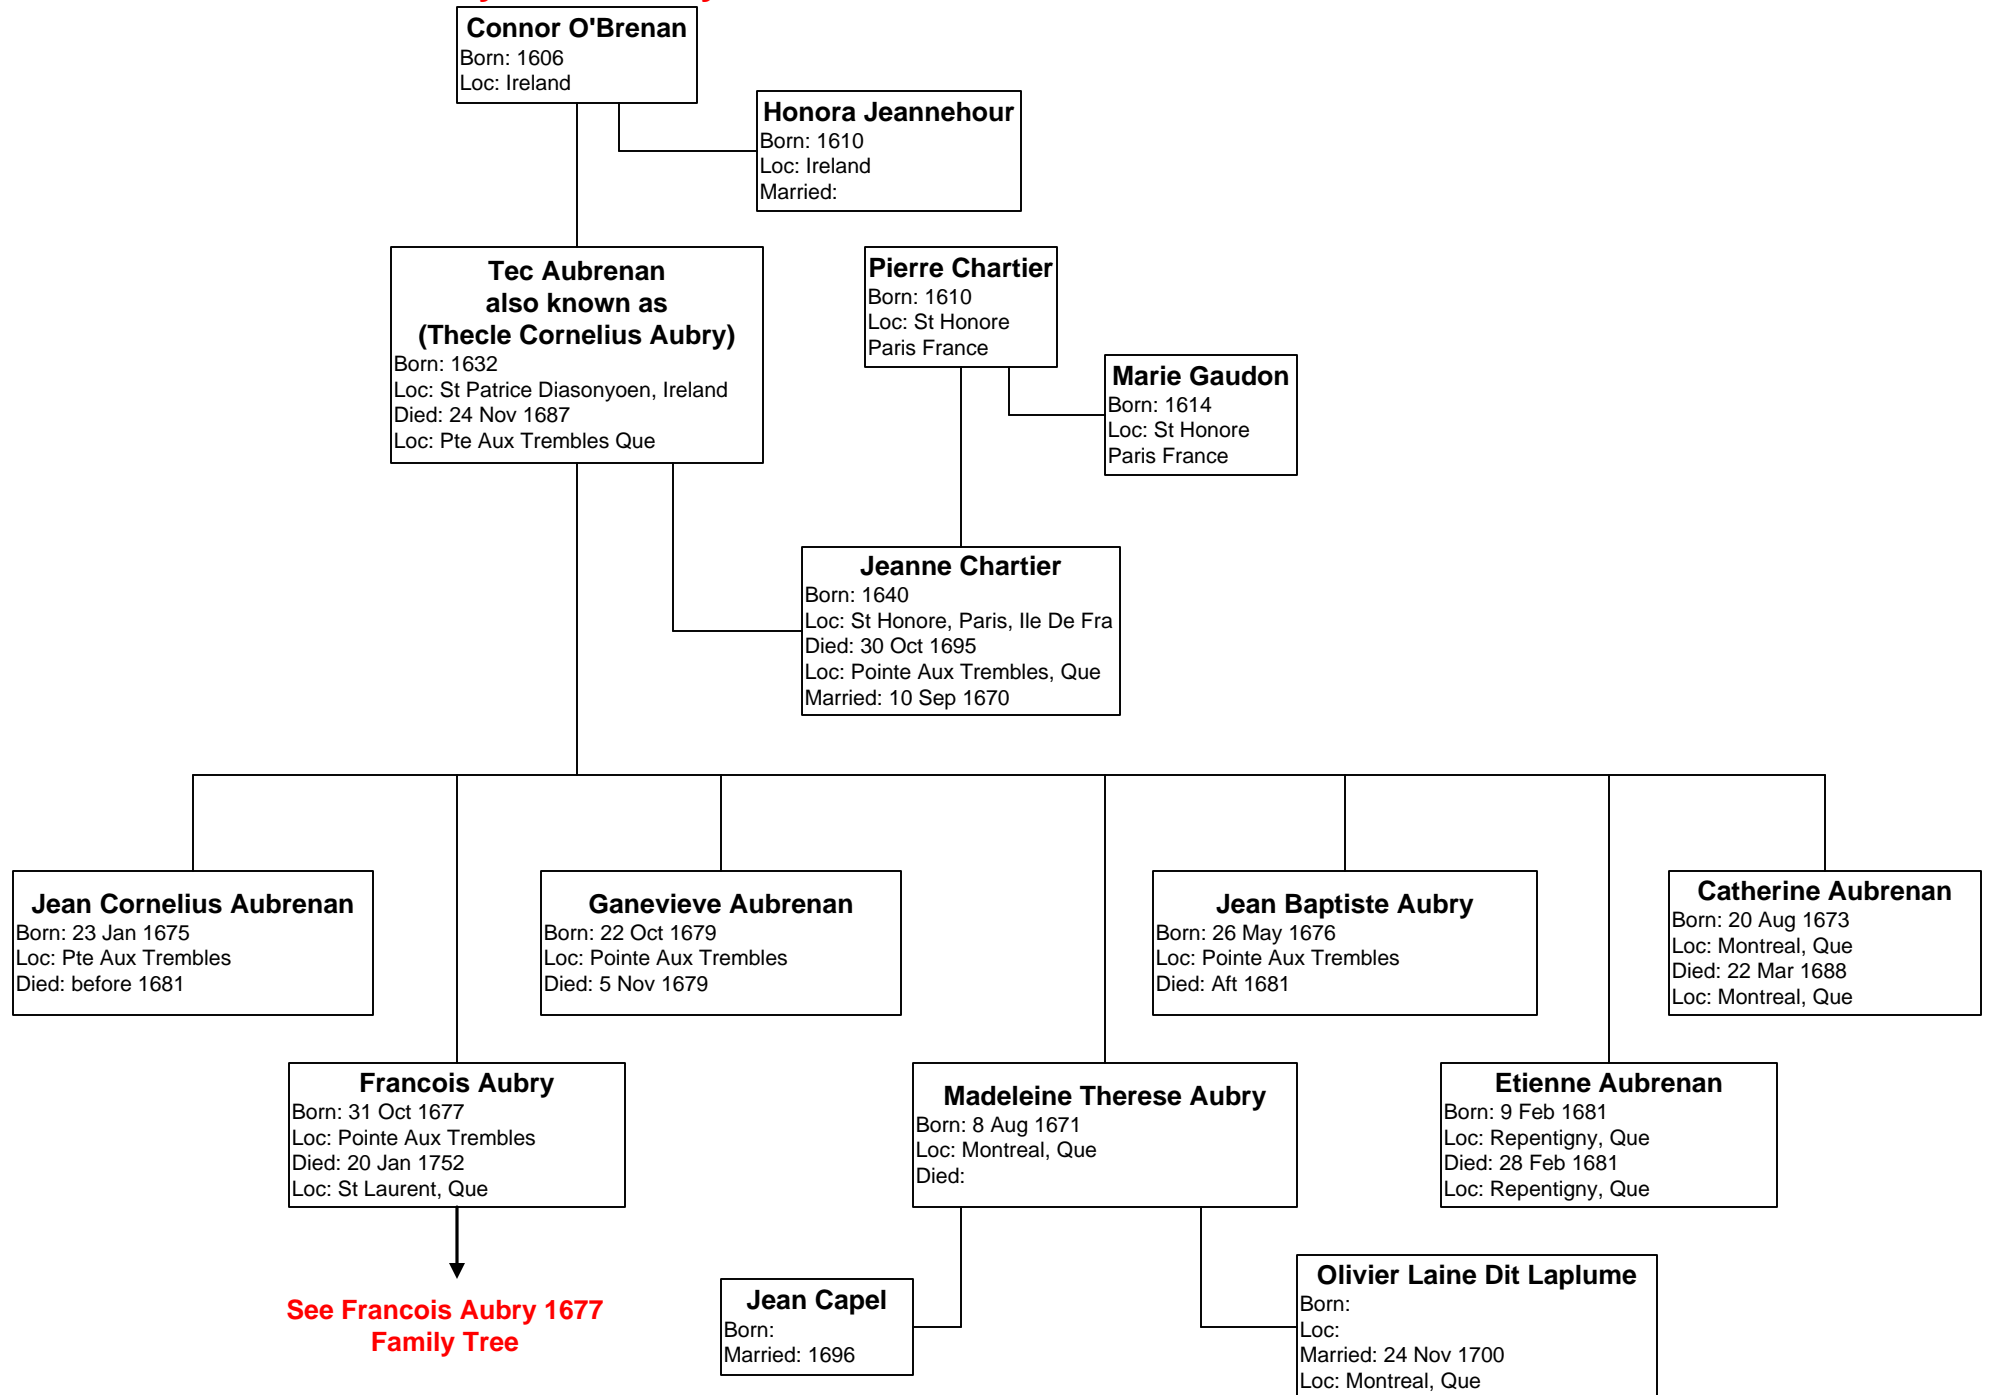 Connor O'Brenan
Born: 1606
Loc: Ireland
Honora Jeannehour
Born: 1610
Loc: Ireland
Married:
Tec Aubrenan
also known as
(Thecle Cornelius Aubry)
Born: 1632
Loc: St Patrice Diasonyoen, Ireland
Died: 24 Nov 1687
Loc: Pte Aux Trembles Que
Pierre Chartier
Born: 1610
Loc: St Honore
Paris France
Marie Gaudon
Born: 1614
Loc: St Honore
Paris France
Jeanne Chartier
Born: 1640
Loc: St Honore, Paris, Ile De Fra
Died: 30 Oct 1695
Loc: Pointe Aux Trembles, Que
Married: 10 Sep 1670
Jean Cornelius Aubrenan
Born: 23 Jan 1675
Loc: Pte Aux Trembles
Died: before 1681
Ganevieve Aubrenan
Born: 22 Oct 1679
Loc: Pointe Aux Trembles
Died: 5 Nov 1679
Jean Baptiste Aubry
Born: 26 May 1676
Loc: Pointe Aux Trembles
Died: Aft 1681
Catherine Aubrenan
Born: 20 Aug 1673
Loc: Montreal, Que
Died: 22 Mar 1688
Loc: Montreal, Que
Francois Aubry
Born: 31 Oct 1677
Loc: Pointe Aux Trembles
Died: 20 Jan 1752
Loc: St Laurent, Que
Madeleine Therese Aubry
Born: 8 Aug 1671
Loc: Montreal, Que
Died:
Etienne Aubrenan
Born: 9 Feb 1681
Loc: Repentigny, Que
Died: 28 Feb 1681
Loc: Repentigny, Que
See Francois Aubry 1677
Family Tree
Jean Capel
Born:
Married: 1696
Olivier Laine Dit Laplume
Born:
Loc:
Married: 24 Nov 1700
Loc: Montreal, Que